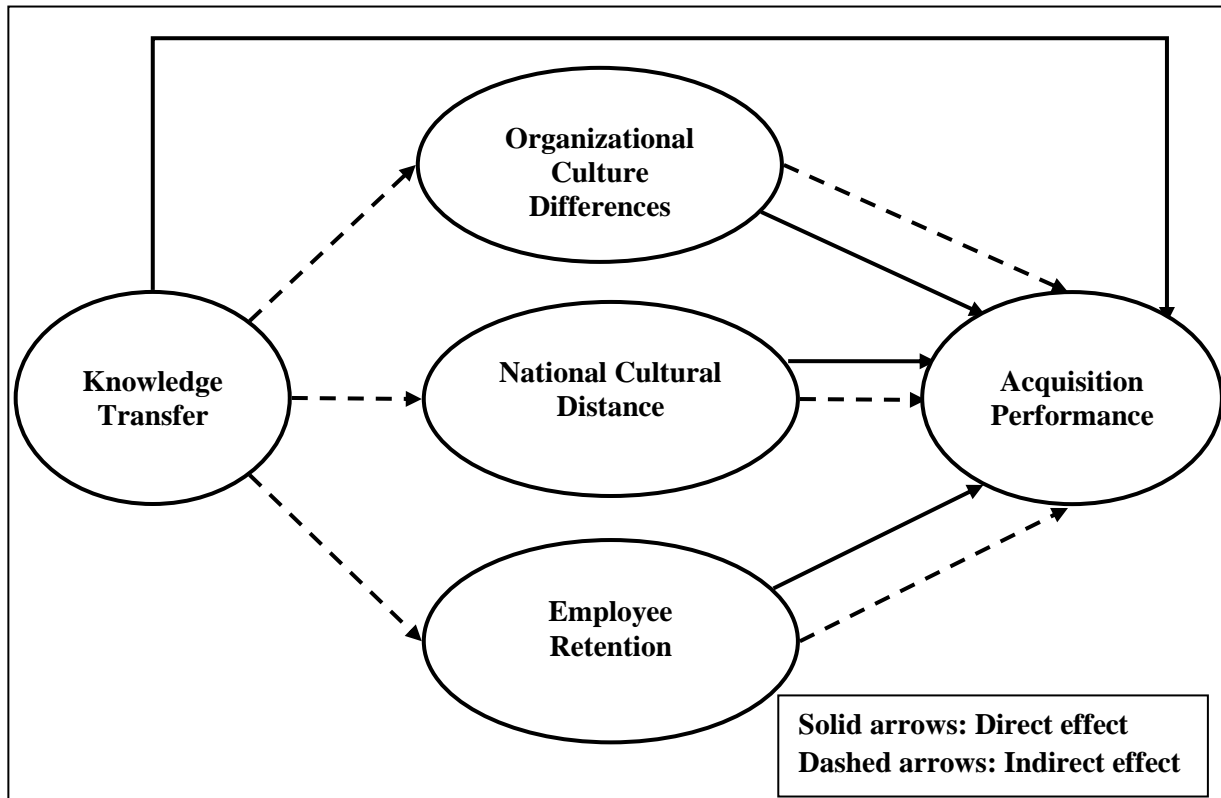 Organizational
Culture
Differences
Knowledge
Transfer
National Cultural
Distance
Acquisition
Performance
Employee
Retention
Solid arrows: Direct effect
Dashed arrows: Indirect effect